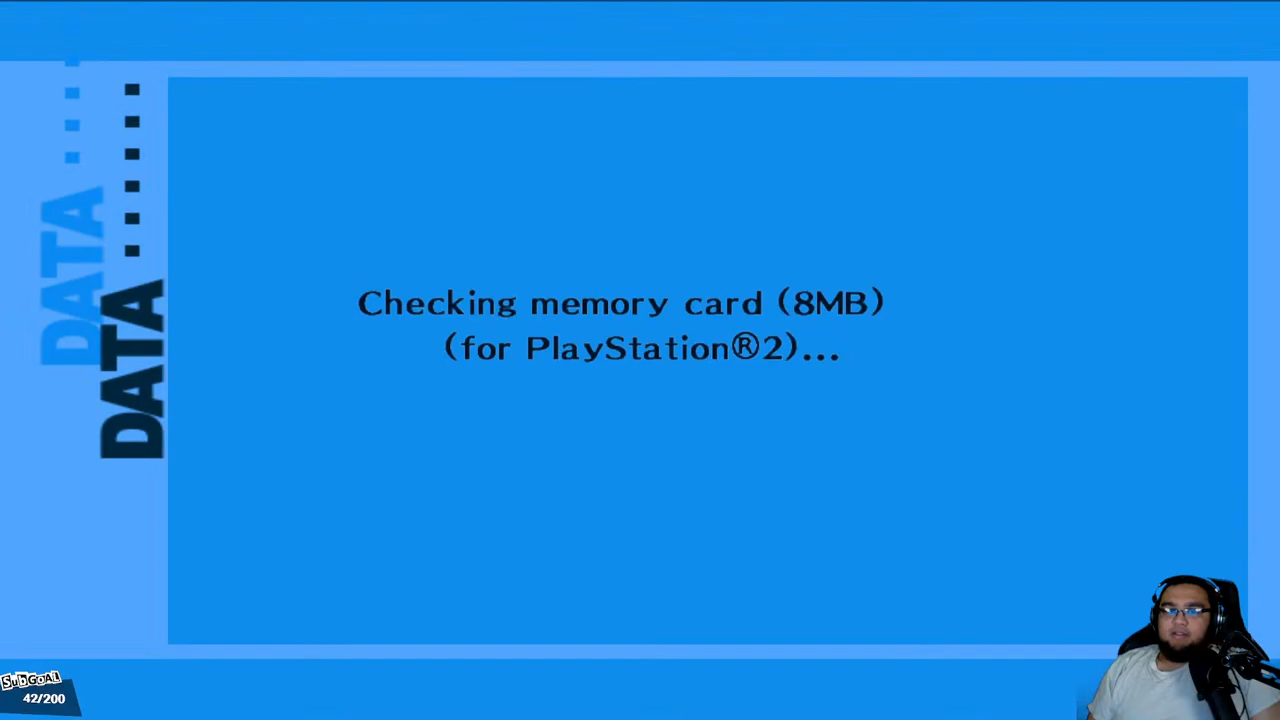 DATA ......
DATA ......
Checking memory card (8MB)
(for PlayStation®2)...
SubGOAL
42/200